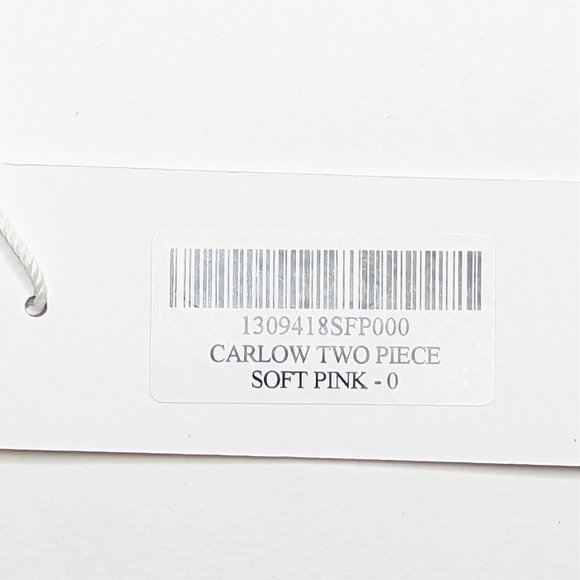 1309418SFP000
CARLOW TWO PIECE
SOFT PINK - 0